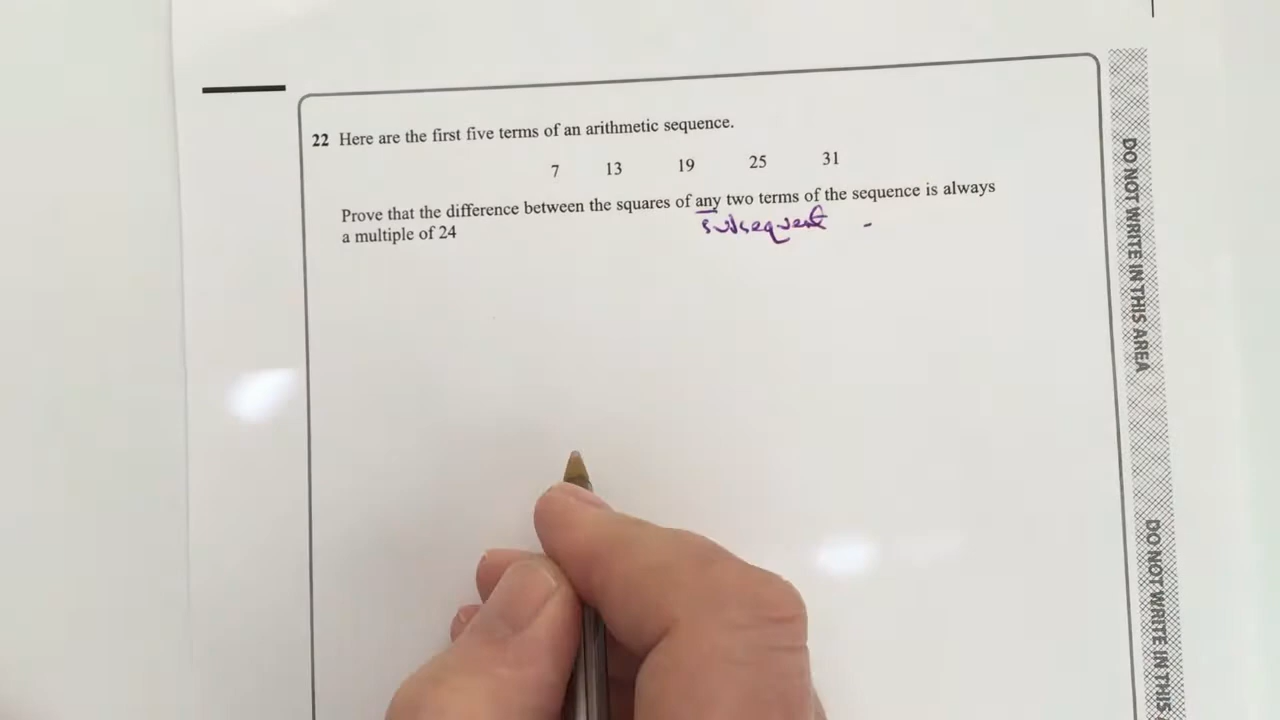 22 Here are the first five terms of an arithmetic sequence.
7 13 19 25 31
Prove that the difference between the squares of any two terms of the sequence is always
subsequent -
a multiple of 24
DO NOT WRITE IN THIS AREA
DO NOT WRITE IN THIS